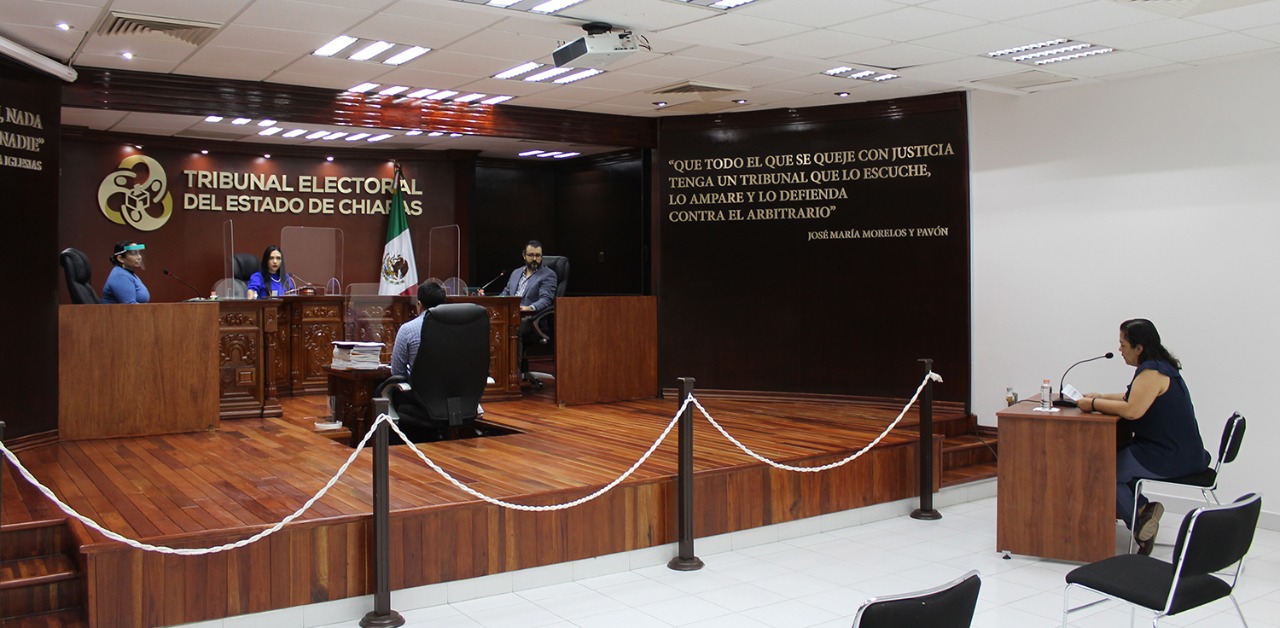 , NADA
NADIE”
IGLESIAS
TRIBUNAL ELECTORAL
DEL ESTADO DE CHIAPAS
“QUE TODO EL QUE SE QUEJE CON JUSTICIA
TENGA UN TRIBUNAL QUE LO ESCUCHE,
LO AMPARE Y LO DEFIENDA
CONTRA EL ARBITRARIO”
JOSÉ MARÍA MORELOS Y PAVÓN